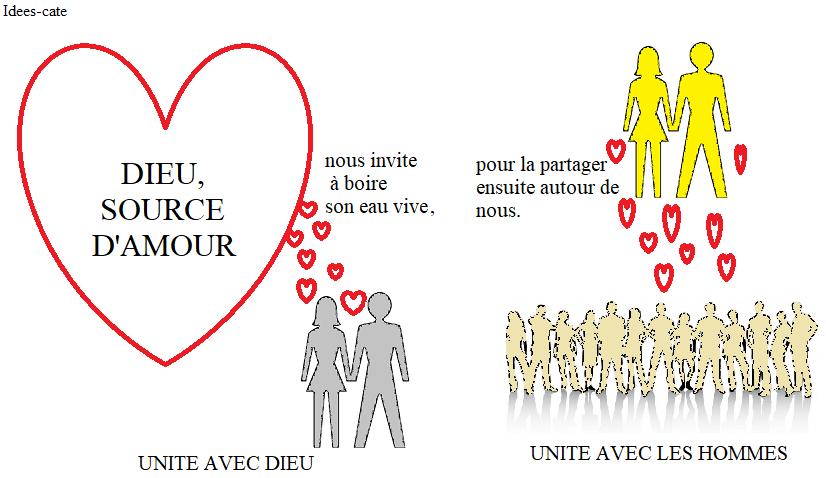 Idees-cate
DIEU,
SOURCE
D'AMOUR
nous invite
à boire
son eau vive,
UNITE AVEC DIEU
pour la partager
ensuite autour de
nous.
UNITE AVEC LES HOMMES